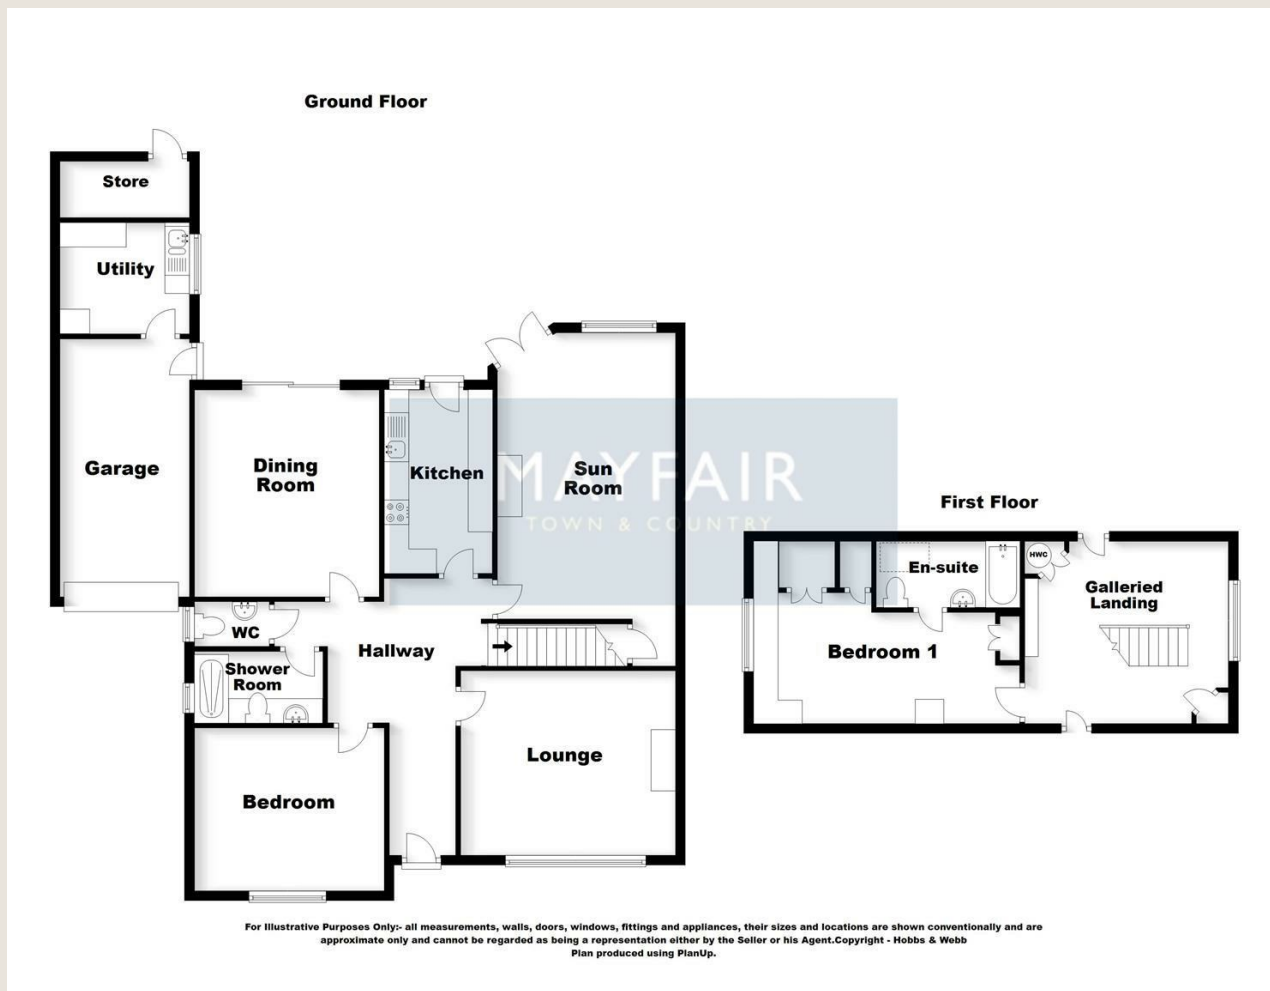 Ground Floor
Store
Utility
Garage
Dining
Room
Kitchen
MAYFAIR
TOWN & COUNTRY
Sun
Room
WC
Hallway
Shower
Room
Lounge
Bedroom
First Floor
HWC
En-suite
Galleried
Landing
Bedroom 1
For Illustrative Purposes Only:- all measurements, walls, doors, windows, fittings and appliances, their sizes and locations are shown conventionally and are
approximate only and cannot be regarded as being a representation either by the Seller or his Agent.Copyright - Hobbs & Webb
Plan produced using PlanUp.